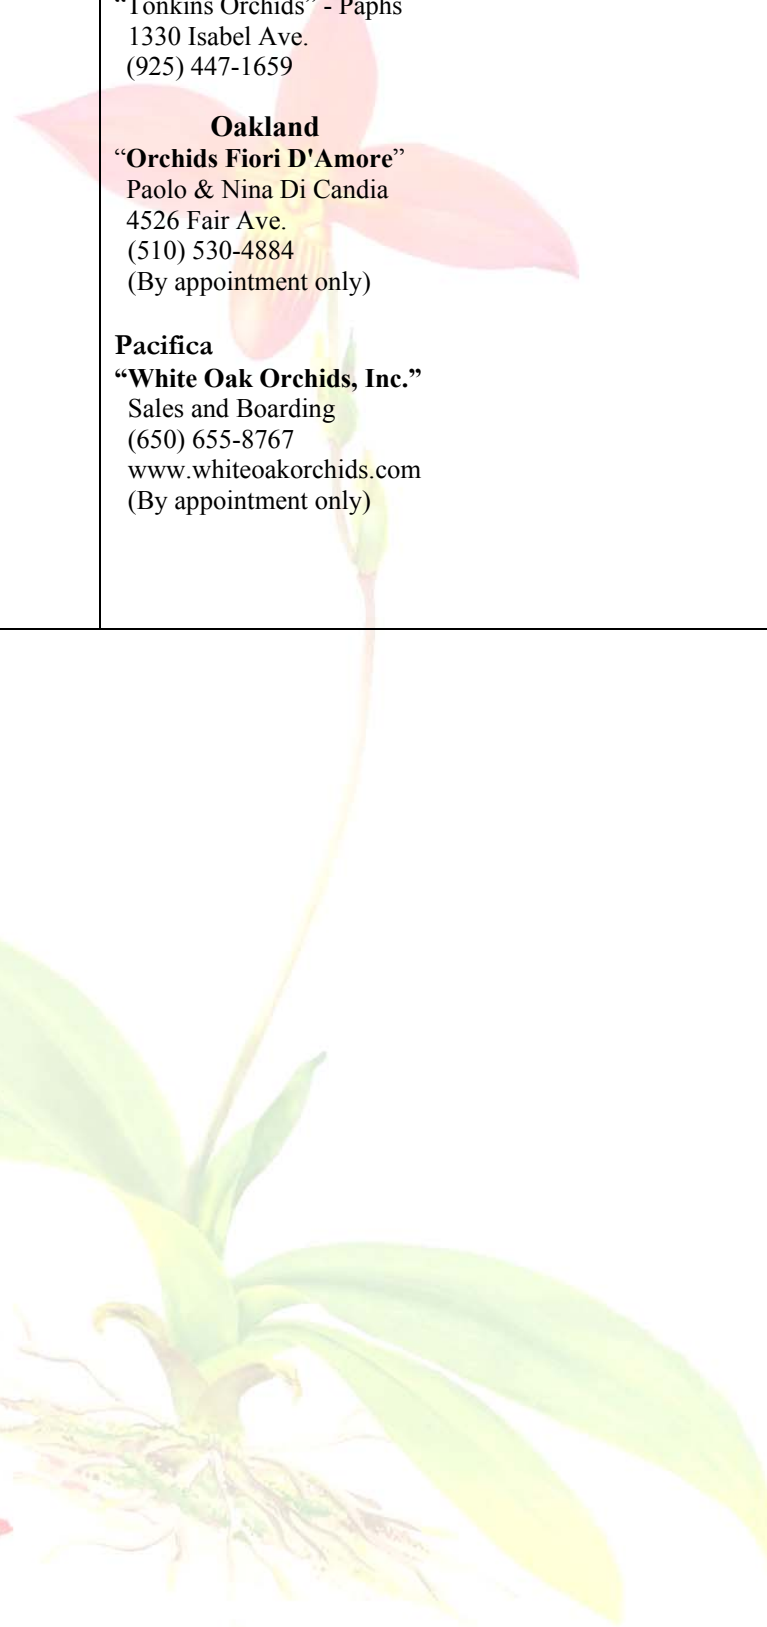 “Tonkins Orchids” - Paphs
1330 Isabel Ave.
(925) 447-1659
Oakland
“Orchids Fiori D'Amore”
Paolo & Nina Di Candia
4526 Fair Ave.
(510) 530-4884
(By appointment only)
Pacifica
“White Oak Orchids, Inc.”
Sales and Boarding
(650) 655-8767
www.whiteoakorchids.com
(By appointment only)